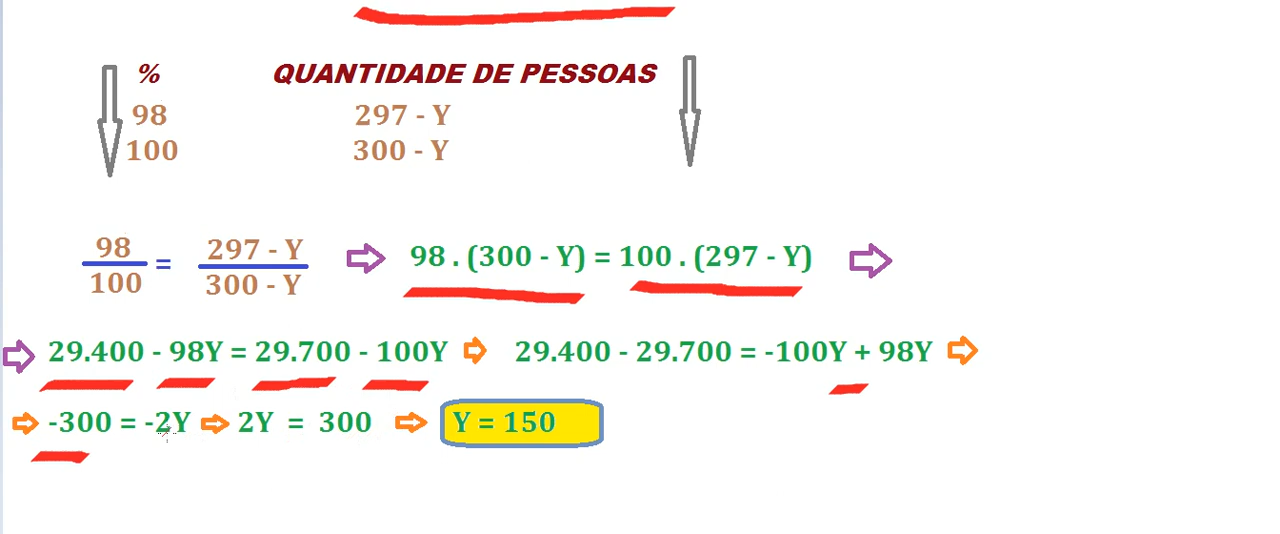 % QUANTIDADE DE PESSOAS
98 297 - Y
100 300 - Y
98 / 100 = 297 - Y / 300 - Y ⇨ 98 . (300 - Y) = 100 . (297 - Y) ⇨
⇨ 29.400 - 98Y = 29.700 - 100Y ⇨ 29.400 - 29.700 = -100Y + 98Y ⇨
⇨ -300 = -2Y ⇨ 2Y = 300 ⇨ Y = 150